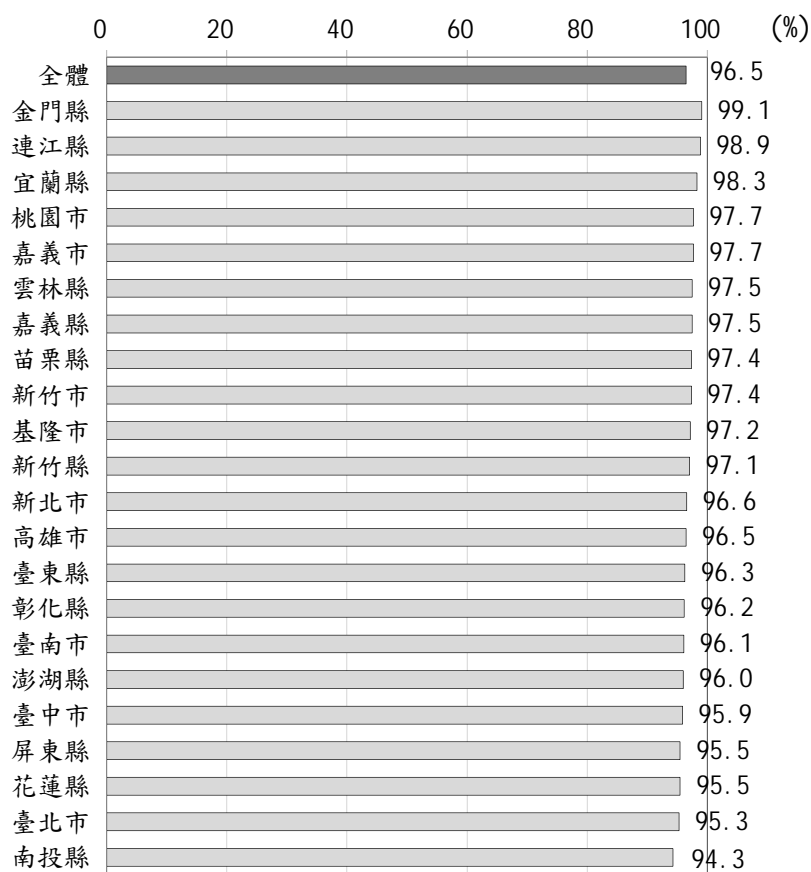 0 20 40 60 80 100 (%)
全體 96.5
金門縣 99.1
連江縣 98.9
宜蘭縣 98.3
桃園市 97.7
嘉義市 97.7
雲林縣 97.5
嘉義縣 97.5
苗栗縣 97.4
新竹市 97.4
基隆市 97.2
新竹縣 97.1
新北市 96.6
高雄市 96.5
臺東縣 96.3
彰化縣 96.2
臺南市 96.1
澎湖縣 96.0
臺中市 95.9
屏東縣 95.5
花蓮縣 95.5
臺北市 95.3
南投縣 94.3